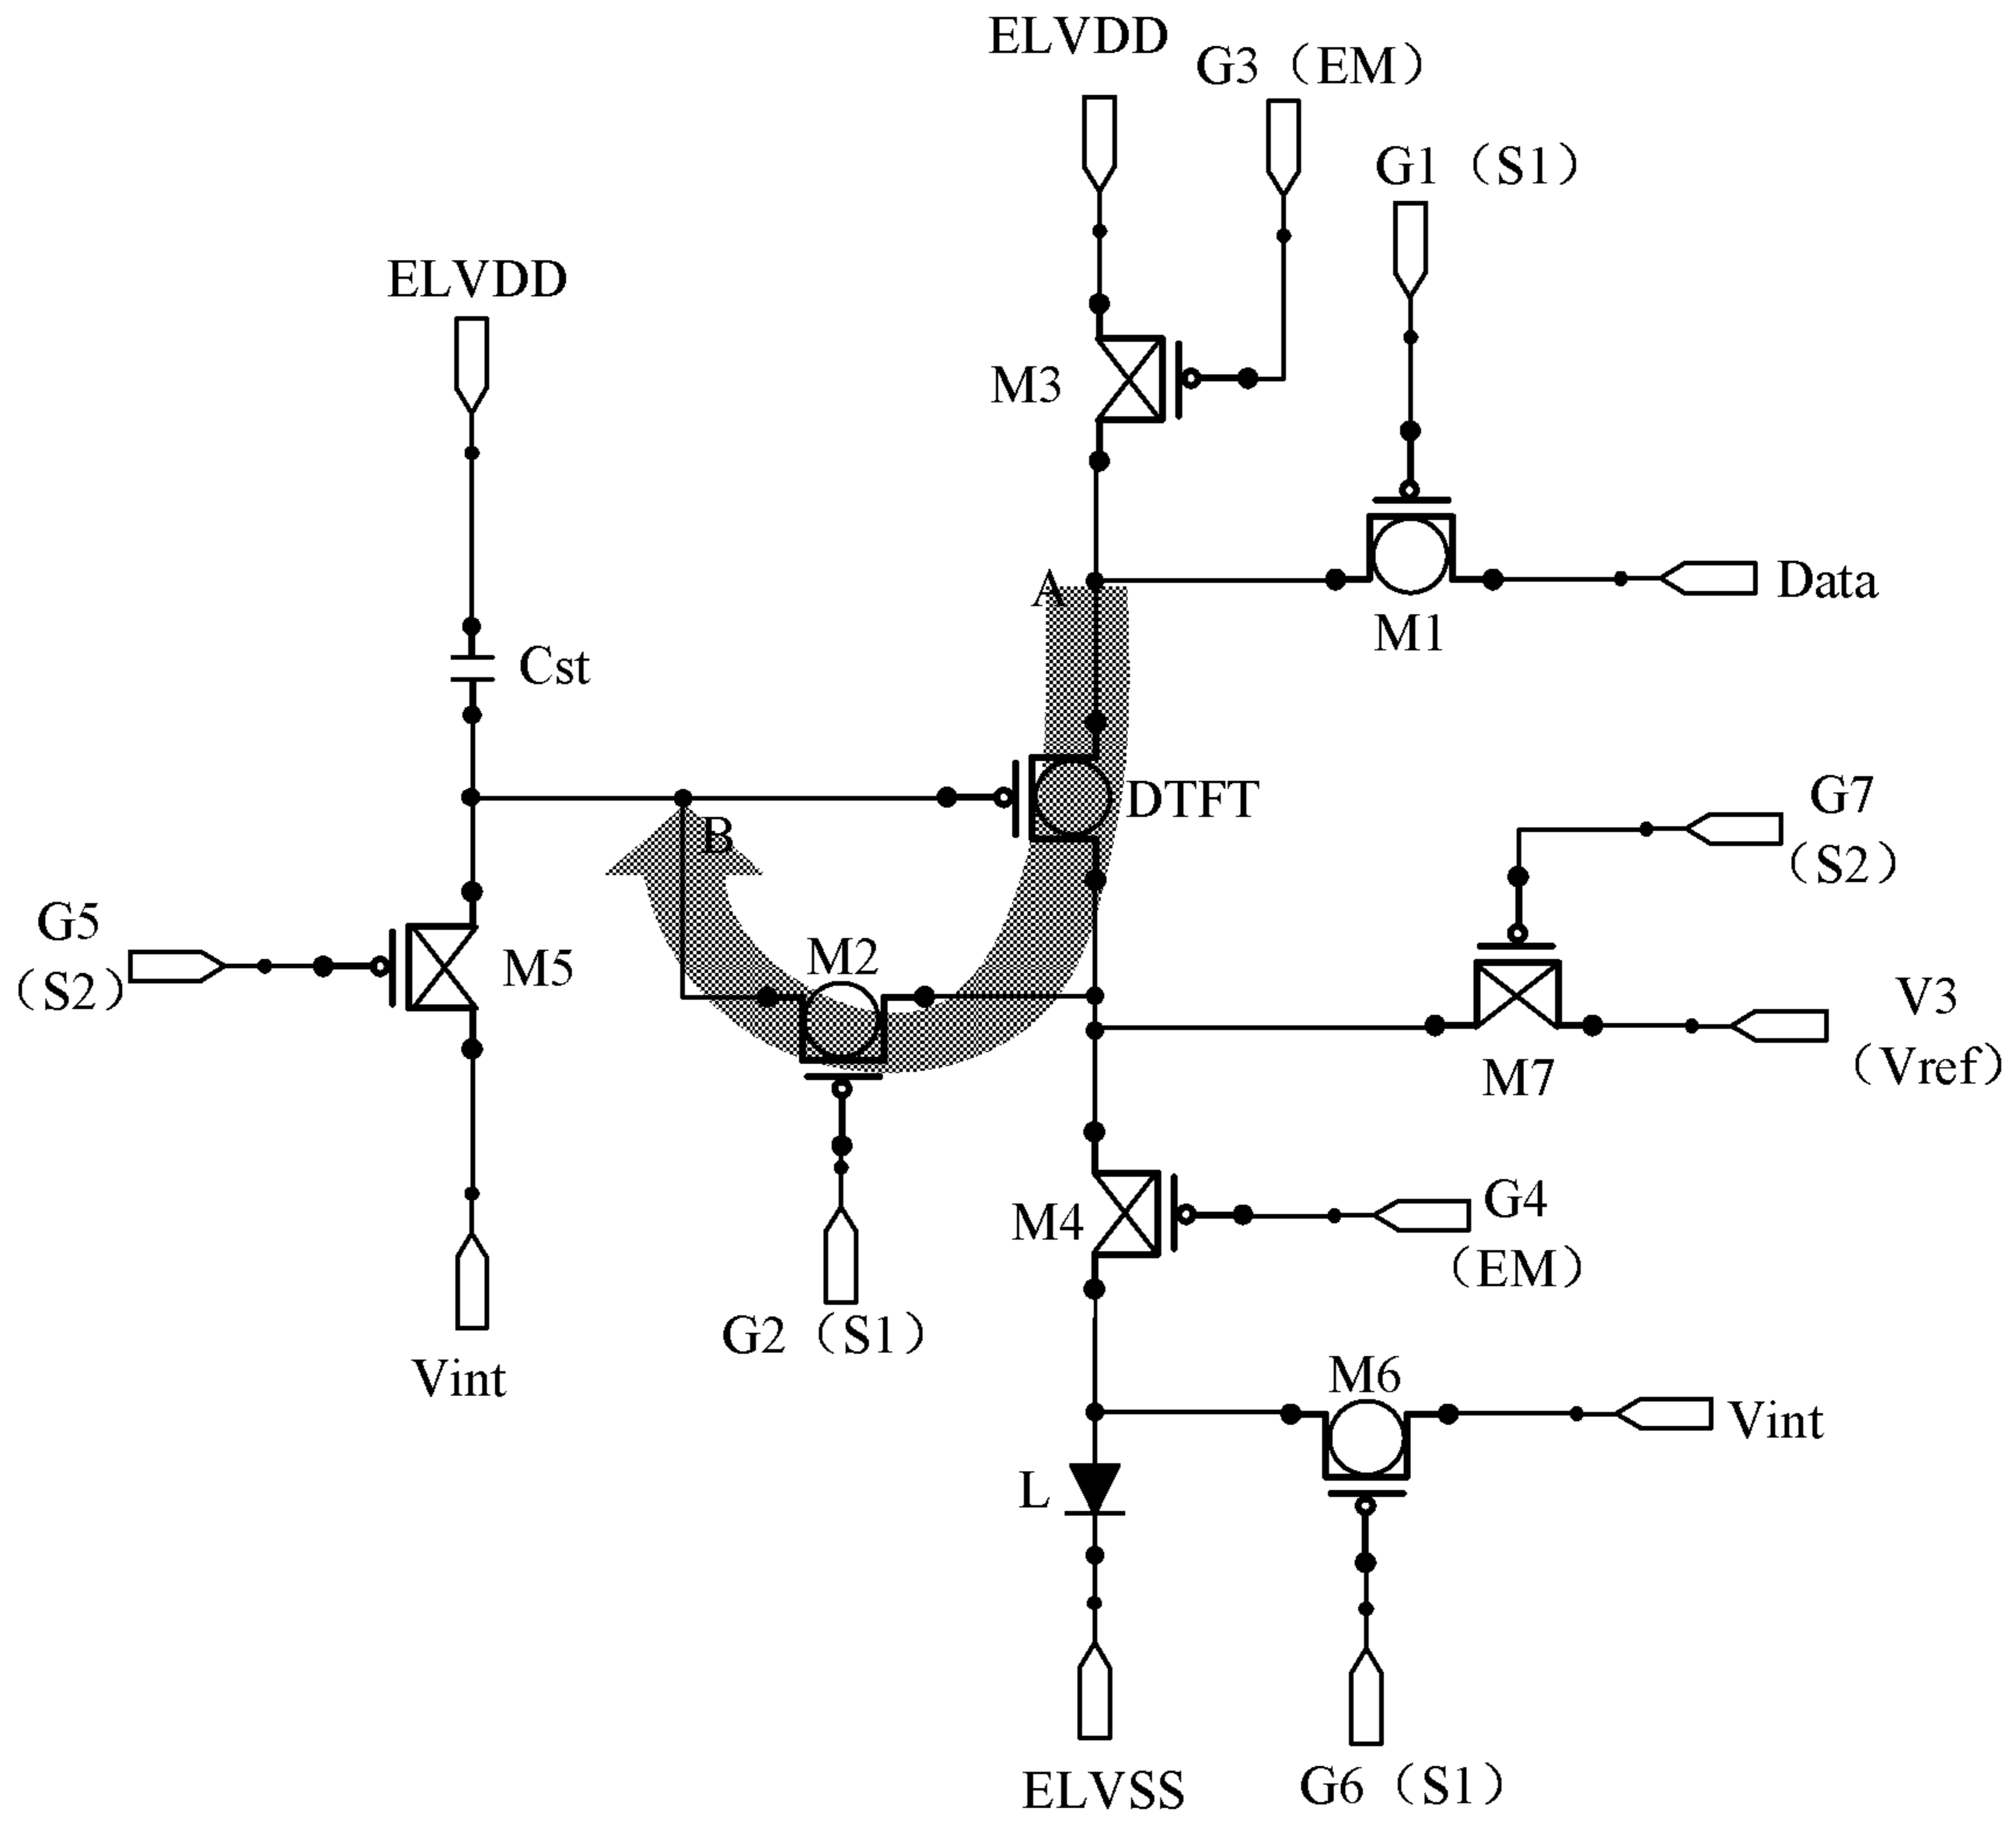 ELVDD
G3（EM）
G1（S1）
ELVDD
M3
A
Data
M1
Cst
DTFT
G7
（S2）
B
G5
（S2）
M5
M2
V3
（Vref）
M7
M4
G4
（EM）
G2（S1）
Vint
M6
Vint
L
ELVSS
G6（S1）